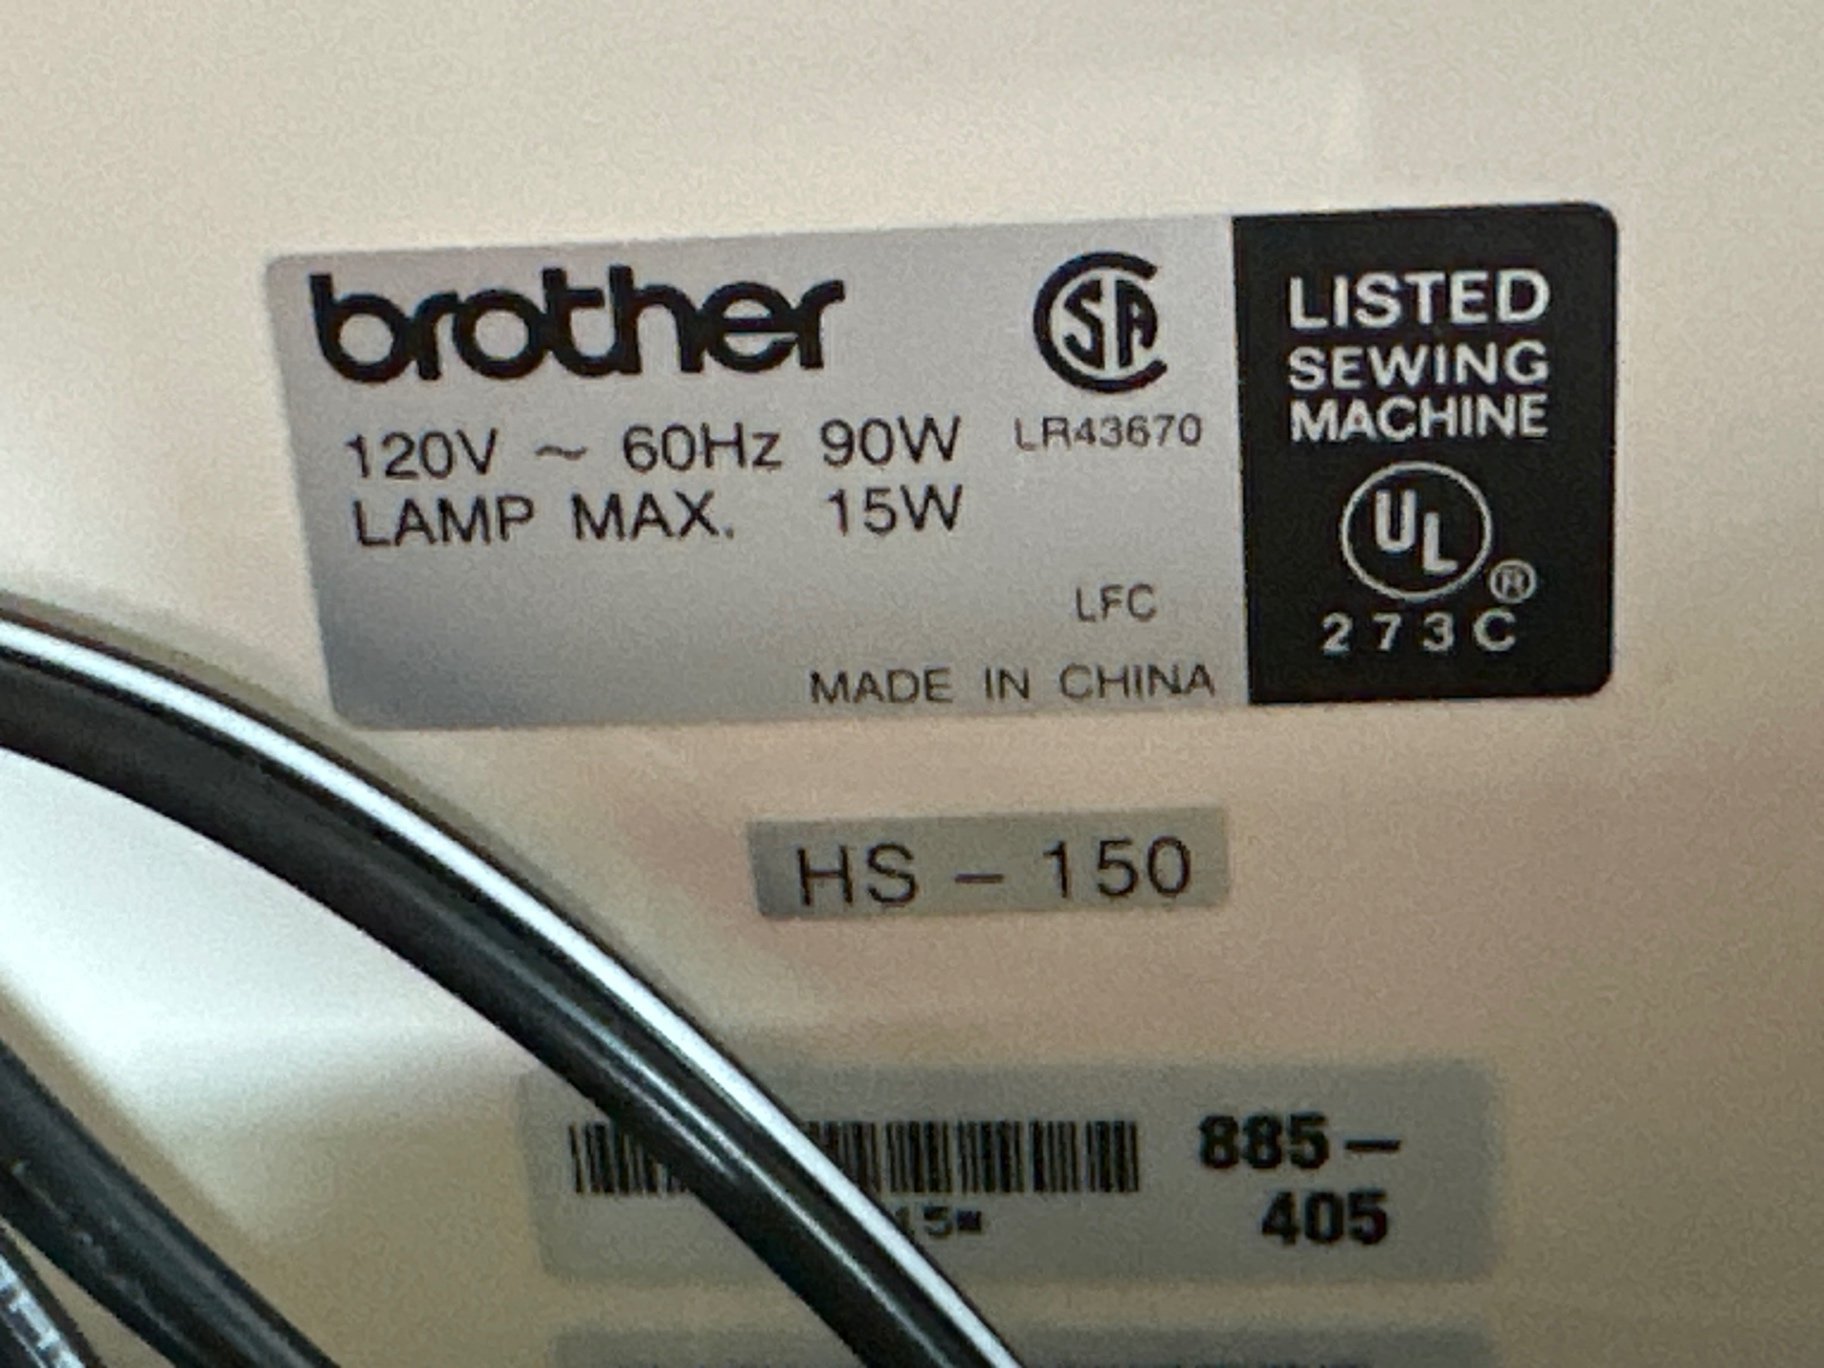 brother
120V ~ 60Hz 90W
LAMP MAX. 15W
SA
LR43670
LFC
MADE IN CHINA
LISTED
SEWING
MACHINE
UL®
273C
HS - 150
885-
405